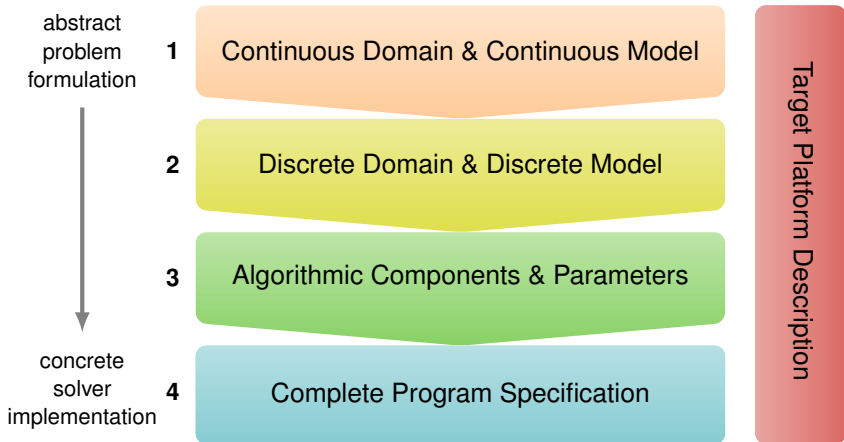 abstract
problem
formulation
1
Continuous Domain & Continuous Model
2
Discrete Domain & Discrete Model
3
Algorithmic Components & Parameters
concrete
solver
implementation
4
Complete Program Specification
Target Platform Description